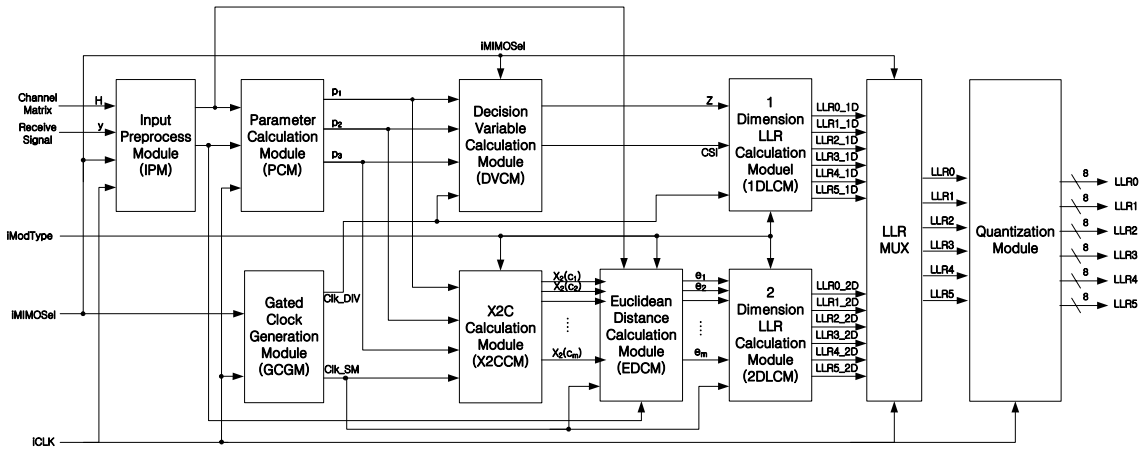 iMIMOSel
Channel
Matrix
H
Receive
Signal
y
Input
Preprocess
Module
(IPM)
Parameter
Calculation
Module
(PCM)
p1
p2
p3
Decision
Variable
Calculation
Module
(DVCM)
Z
CSI
1
Dimension
LLR
Calculation
Moduel
(1DLCM)
LLR0_1D
LLR1_1D
LLR2_1D
LLR3_1D
LLR4_1D
LLR5_1D
iModType
iMIMOSel
Gated
Clock
Generation
Module
(GCGM)
Clk_DIV
Clk_SM
X2C
Calculation
Module
(X2CCM)
X2(c1)
X2(c2)
X2(cm)
Euclidean
Distance
Calculation
Module
(EDCM)
e1
e2
em
2
Dimension
LLR
Calculation
Module
(2DLCM)
LLR0_2D
LLR1_2D
LLR2_2D
LLR3_2D
LLR4_2D
LLR5_2D
LLR
MUX
LLR0
LLR1
LLR2
LLR3
LLR4
LLR5
Quantization
Module
8
LLR0
8
LLR1
8
LLR2
8
LLR3
8
LLR4
8
LLR5
iCLK